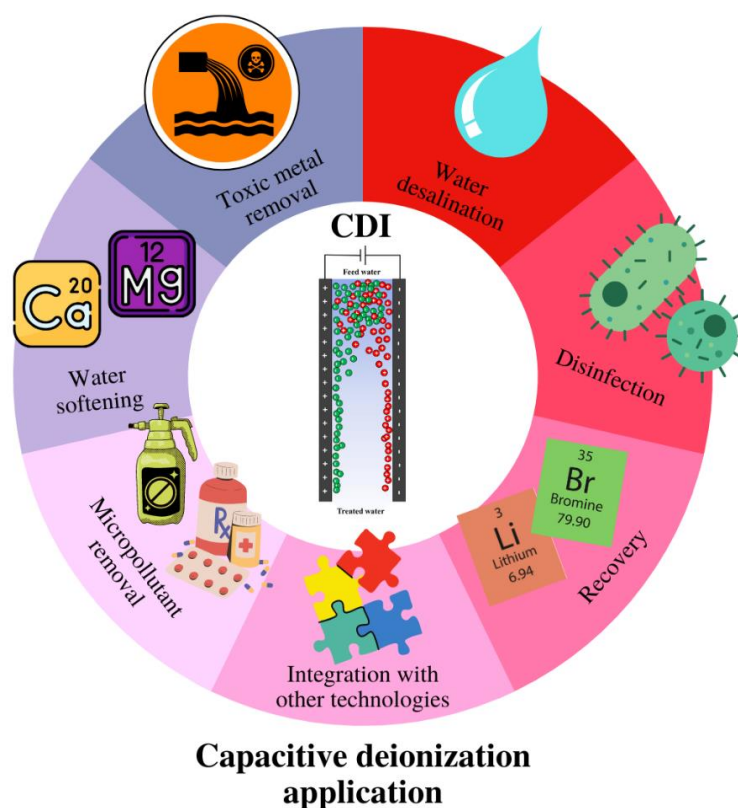 CDI
Feed water
Treated water
Water
desalination
Disinfection
35
Br
Bromine
79.90
3
Li
Lithium
6.94
Recovery
Integration with
other technologies
Micropollutant
removal
Rx
Water
softening
20
Ca
12
Mg
Toxic metal
removal
Capacitive deionization
application